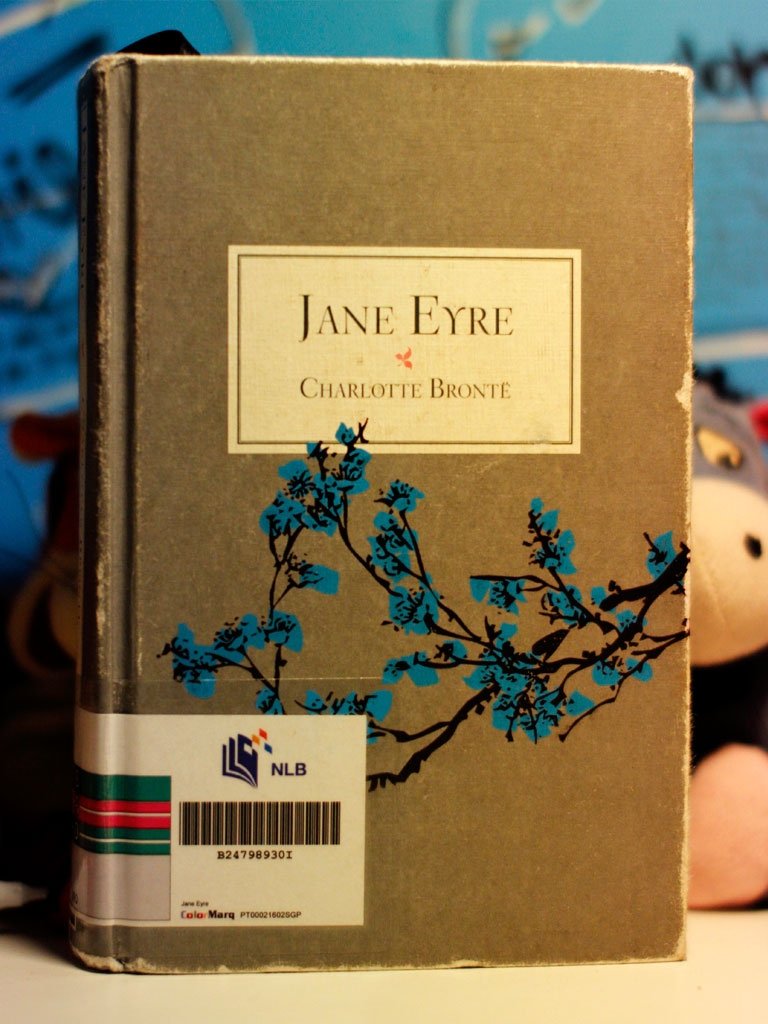 JANE EYRE
CHARLOTTE BRONTË
NLB
B24798930I
Jane Eyre
ColorMarq PT00021602SGP